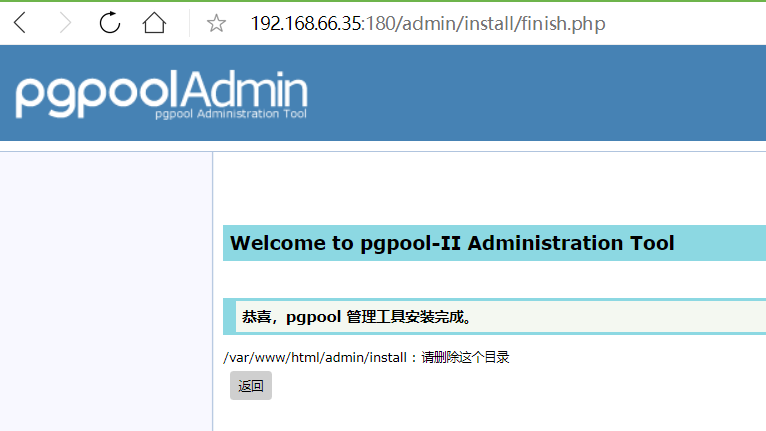 192.168.66.35:180/admin/install/finish.php
pgpoolAdmin
pgpool Administration Tool
Welcome to pgpool-II Administration Tool
恭喜，pgpool 管理工具安装完成。
/var/www/html/admin/install : 请删除这个目录
返回